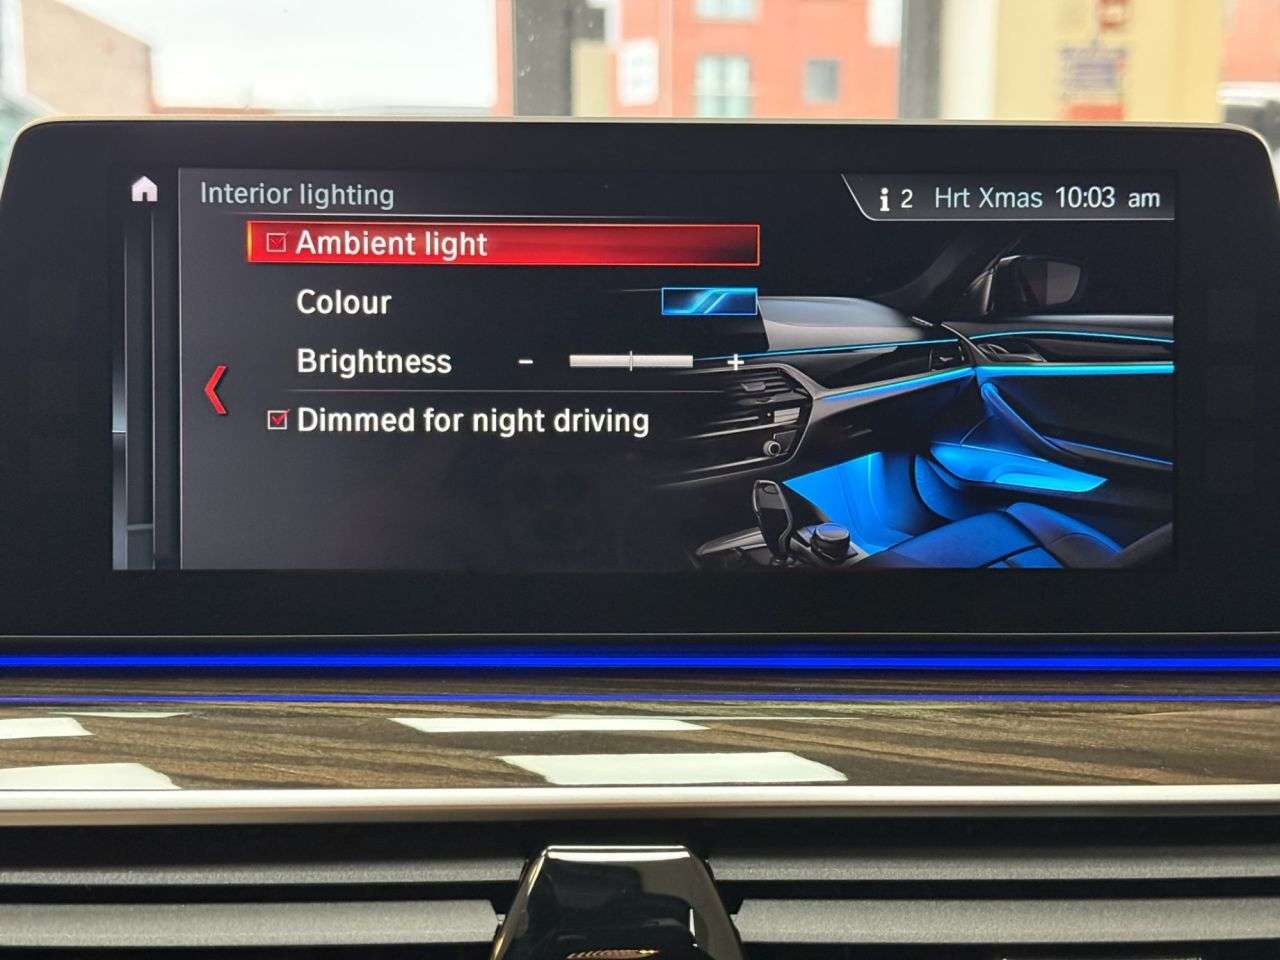 Interior lighting
i 2 Hrt Xmas 10:03 am
Ambient light
Colour
Brightness - +
Dimmed for night driving